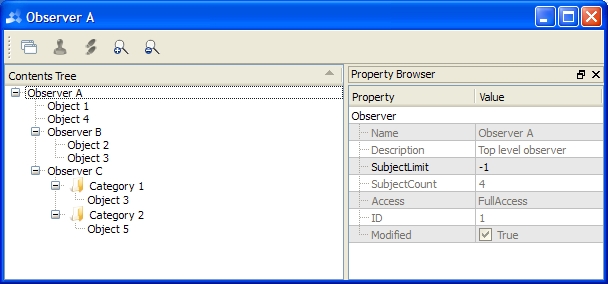 Observer A
Contents Tree
Observer A
Object 1
Object 4
Observer B
Object 2
Object 3
Observer C
Category 1
Object 3
Category 2
Object 5
Property Browser
Property Value
Observer
Name Observer A
Description Top level observer
SubjectLimit -1
SubjectCount 4
Access FullAccess
ID 1
Modified True